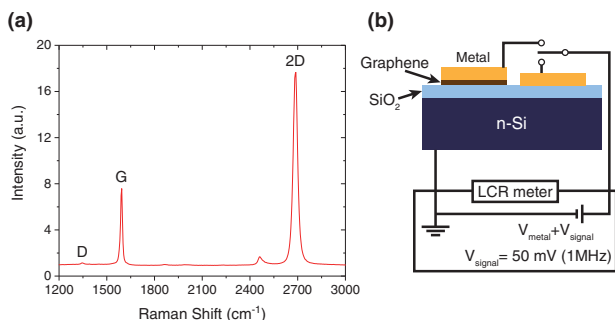 (a)
20
16
12
8
4
0
Intensity (a.u.)
D
G
2D
1200 1500 1800 2100 2400 2700 3000
Raman Shift (cm⁻¹)
(b)
Metal
Graphene
SiO₂
n-Si
LCR meter
V_metal+V_signal
V_signal= 50 mV (1MHz)